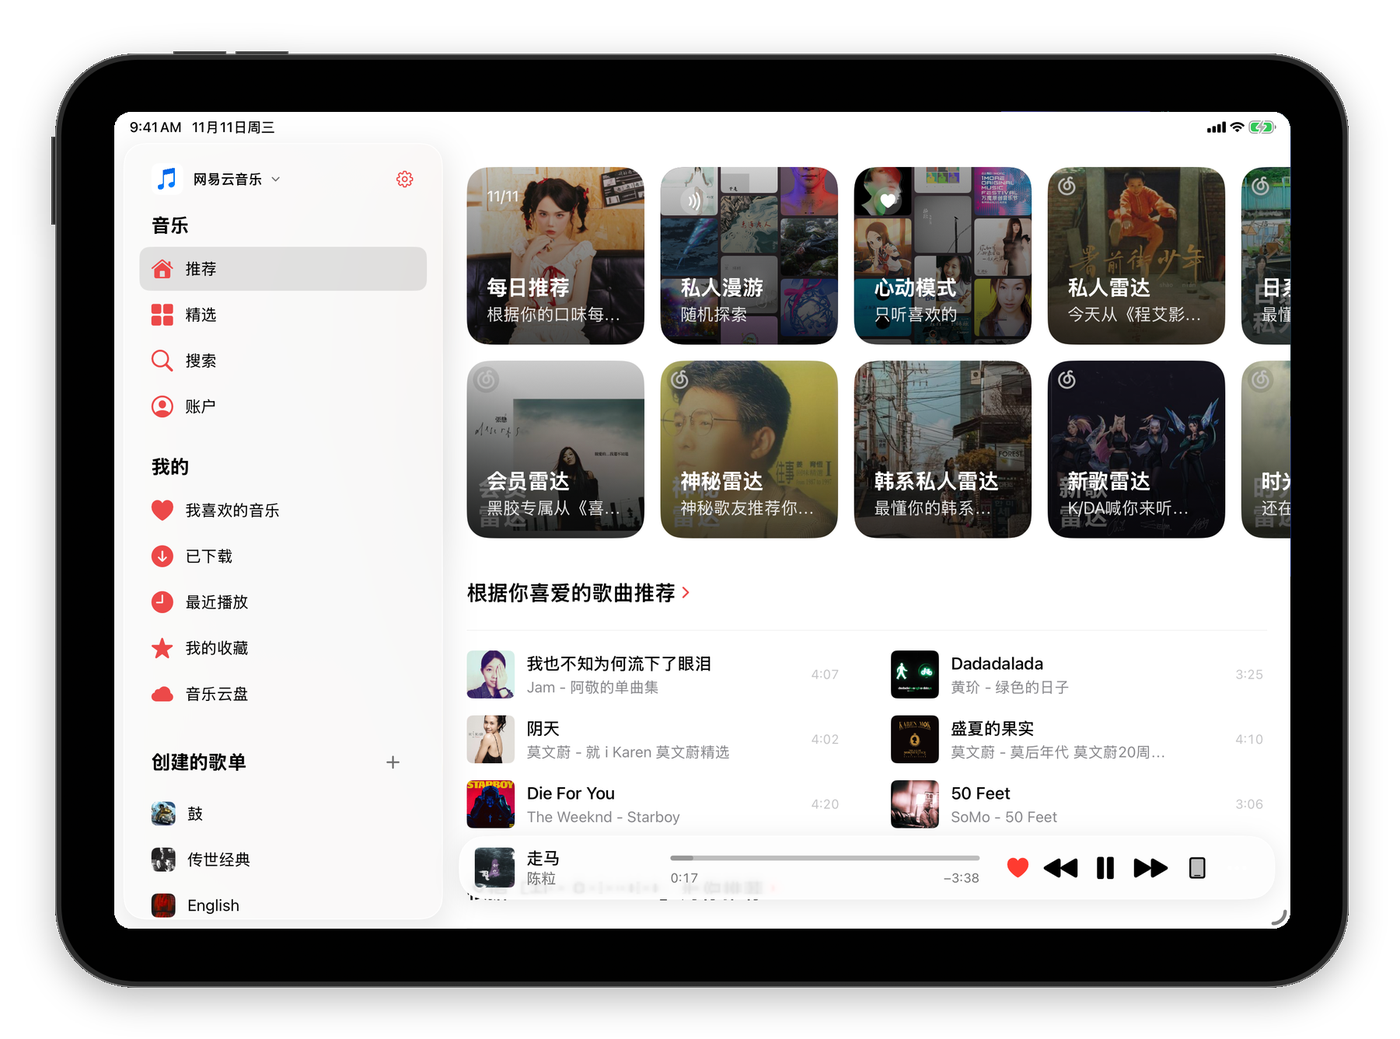 9:41 AM 11月11日周三
网易云音乐
音乐
推荐
精选
搜索
账户
我的
我喜欢的音乐
已下载
最近播放
我的收藏
音乐云盘
创建的歌单
鼓
传世经典
English
11/11
每日推荐
根据你的口味每...
私人漫游
随机探索
心动模式
只听喜欢的
私人雷达
今天从《程艾影...
日系
最懂
会员雷达
黑胶专属从《喜...
神秘雷达
神秘歌友推荐你...
韩系私人雷达
最懂你的韩系...
新歌雷达
K/DA喊你来听...
时光
还在
根据你喜爱的歌曲推荐
我也不知为何流下了眼泪
Jam - 阿敬的单曲集
4:07
Dadadalada
黄玠 - 绿色的日子
3:25
阴天
莫文蔚 - 就 i Karen 莫文蔚精选
4:02
盛夏的果实
莫文蔚 - 莫后年代 莫文蔚20周...
4:10
Die For You
The Weeknd - Starboy
4:20
STARBOY
50 Feet
SoMo - 50 Feet
3:06
走马
陈粒
0:17
-3:38